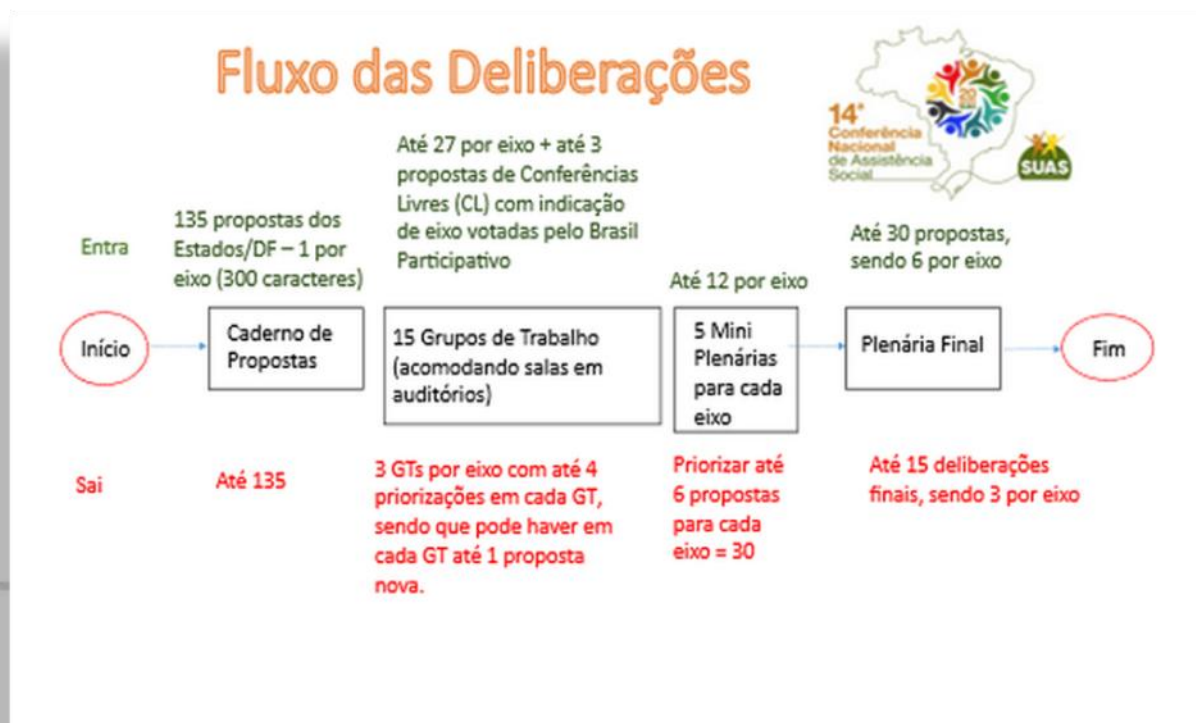 Fluxo das Deliberações
14ª
Conferência
Nacional
de Assistência
Social
SUAS
Entra
135 propostas dos
Estados/DF – 1 por
eixo (300 caracteres)
Até 27 por eixo + até 3
propostas de Conferências
Livres (CL) com indicação
de eixo votadas pelo Brasil
Participativo
Até 12 por eixo
Até 30 propostas,
sendo 6 por eixo
Início
Caderno de
Propostas
15 Grupos de Trabalho
(acomodando salas em
auditórios)
5 Mini
Plenárias
para cada
eixo
Plenária Final
Fim
Sai
Até 135
3 GTs por eixo com até 4
priorizações em cada GT,
sendo que pode haver em
cada GT até 1 proposta
nova.
Priorizar até
6 propostas
para cada
eixo = 30
Até 15 deliberações
finais, sendo 3 por eixo